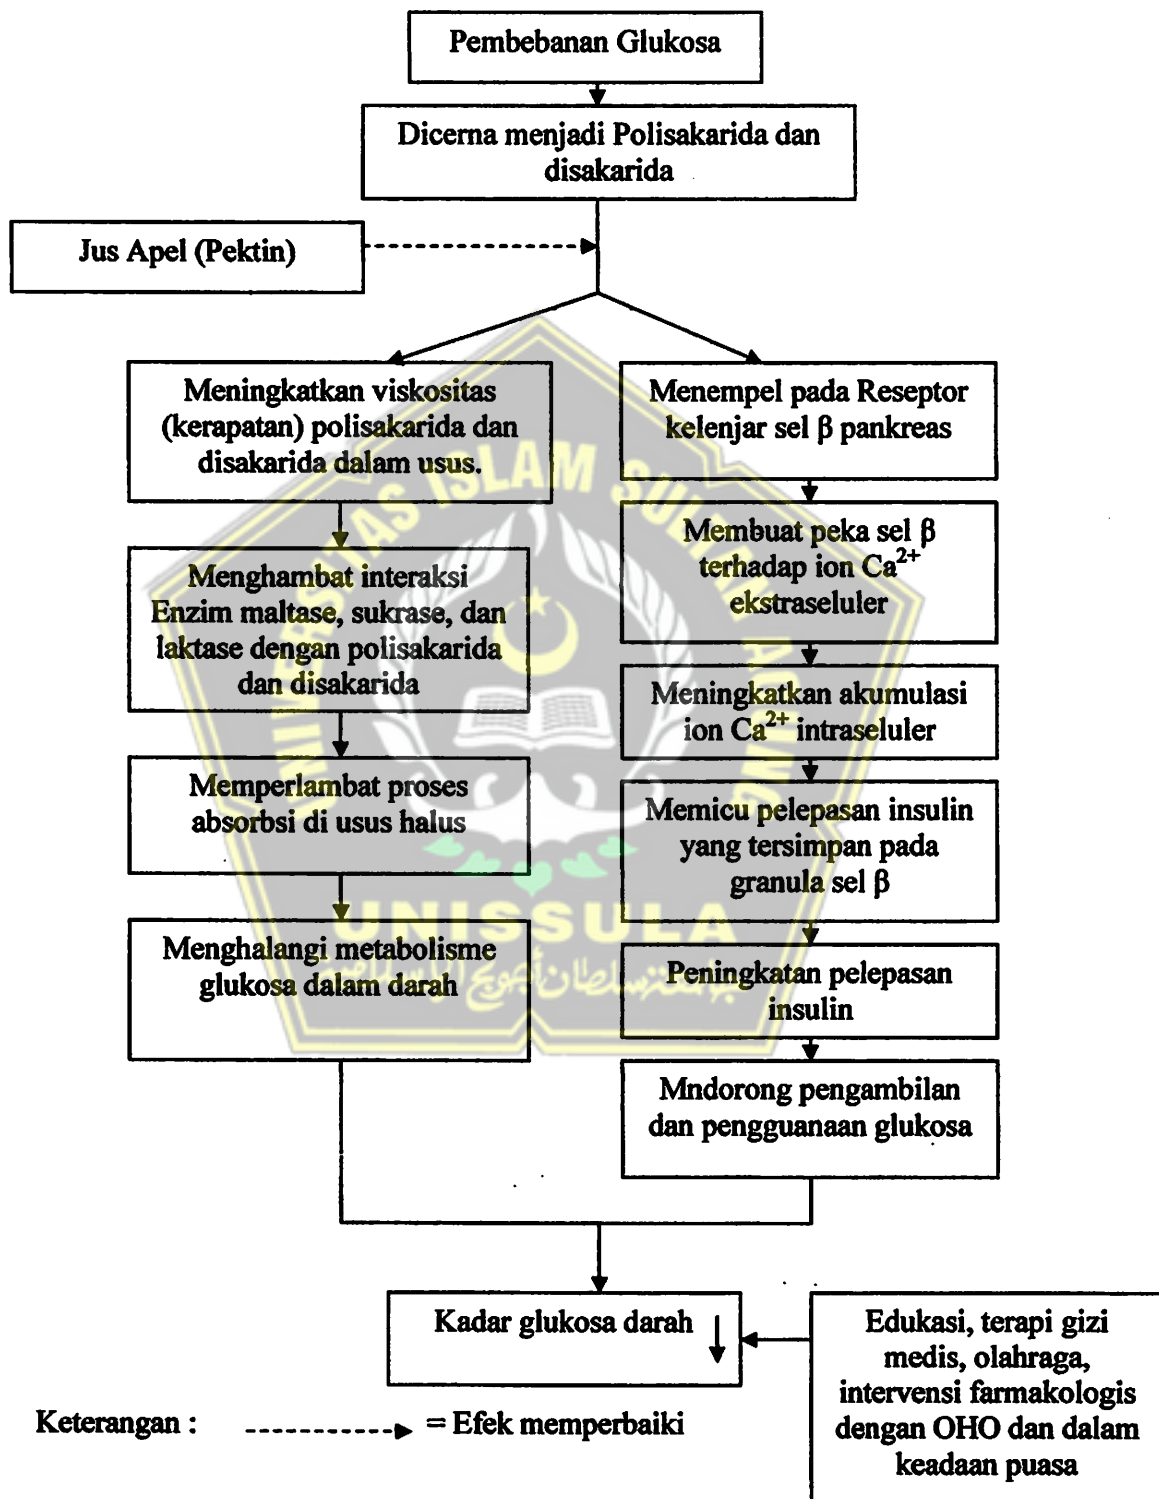 Pembebanan Glukosa
Dicerna menjadi Polisakarida dan
disakarida
Jus Apel (Pektin)
Meningkatkan viskositas
(kerapatan) polisakarida dan
disakarida dalam usus.
Menghambat interaksi
Enzim maltase, sukrase, dan
laktase dengan polisakarida
dan disakarida
Memperlambat proses
absorbsi di usus halus
Menghalangi metabolisme
glukosa dalam darah
Menempel pada Reseptor
kelenjar sel β pankreas
Membuat peka sel β
terhadap ion Ca²⁺
ekstraseluler
Meningkatkan akumulasi
ion Ca²⁺ intraseluler
Memicu pelepasan insulin
yang tersimpan pada
granula sel β
Peningkatan pelepasan
insulin
Mndorong pengambilan
dan pengguanaan glukosa
Kadar glukosa darah
Edukasi, terapi gizi
medis, olahraga,
intervensi farmakologis
dengan OHO dan dalam
keadaan puasa
Keterangan :
= Efek memperbaiki
UNIVERSITAS ISLAM SULTAN AGUNG
UNISSULA